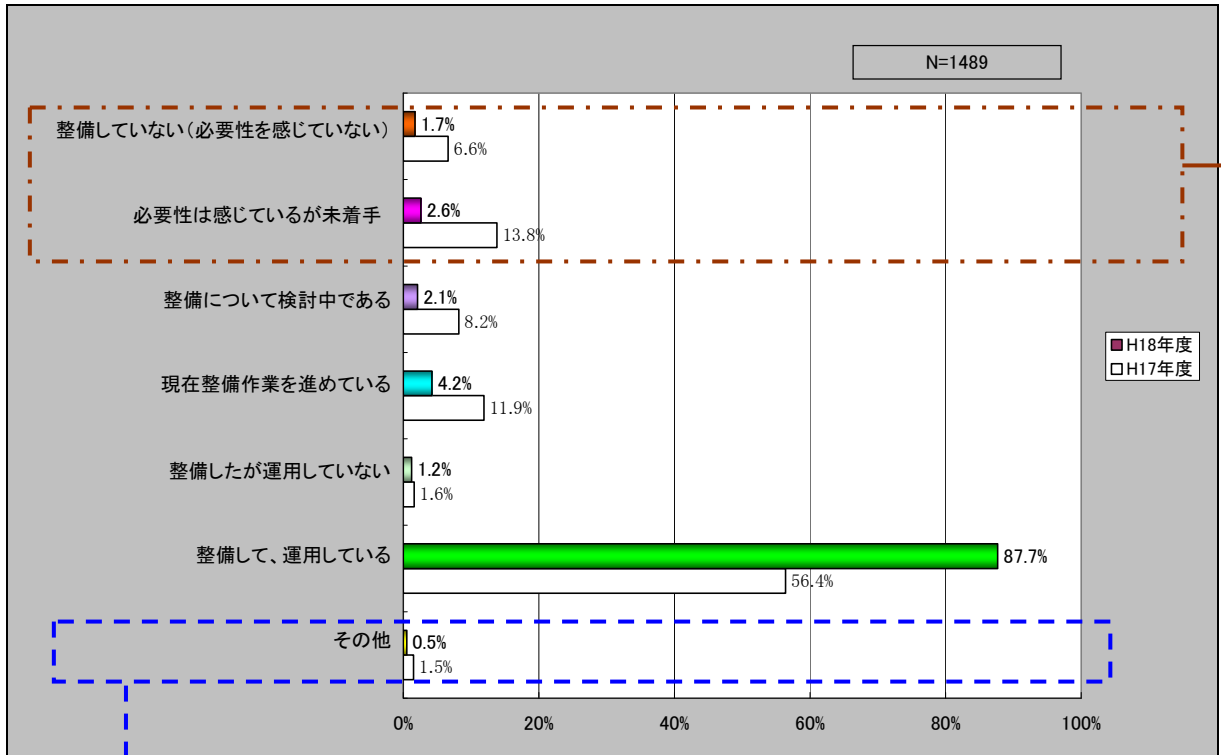 N=1489
整備していない(必要性を感じていない)
1.7%
6.6%
必要性は感じているが未着手
2.6%
13.8%
整備について検討中である
2.1%
8.2%
現在整備作業を進めている
4.2%
11.9%
整備したが運用していない
1.2%
1.6%
整備して、運用している
87.7%
56.4%
その他
0.5%
1.5%
H18年度
H17年度
0% 20% 40% 60% 80% 100%